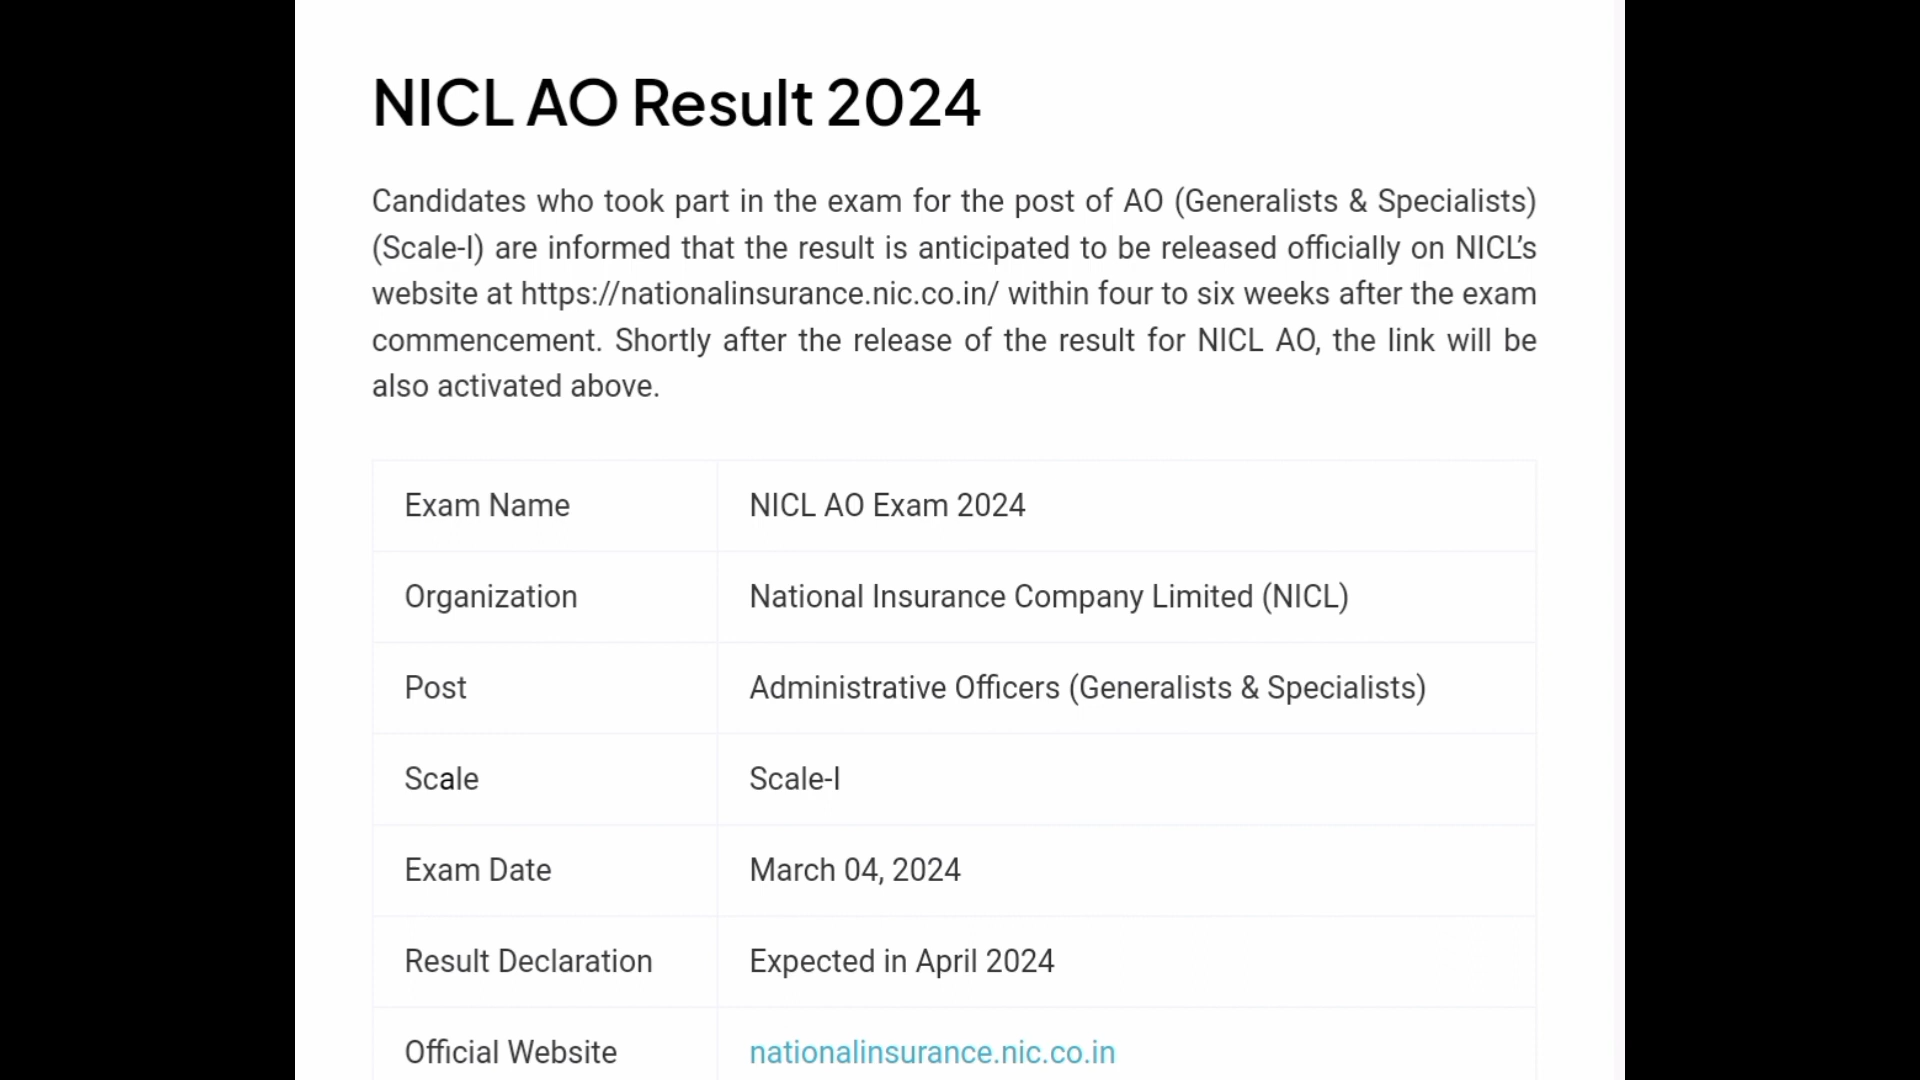 NICL AO Result 2024
Candidates who took part in the exam for the post of AO (Generalists & Specialists)
(Scale-I) are informed that the result is anticipated to be released officially on NICL’s
website at https://nationalinsurance.nic.co.in/ within four to six weeks after the exam
commencement. Shortly after the release of the result for NICL AO, the link will be
also activated above.
Exam Name NICL AO Exam 2024
Organization National Insurance Company Limited (NICL)
Post Administrative Officers (Generalists & Specialists)
Scale Scale-I
Exam Date March 04, 2024
Result Declaration Expected in April 2024
Official Website nationalinsurance.nic.co.in